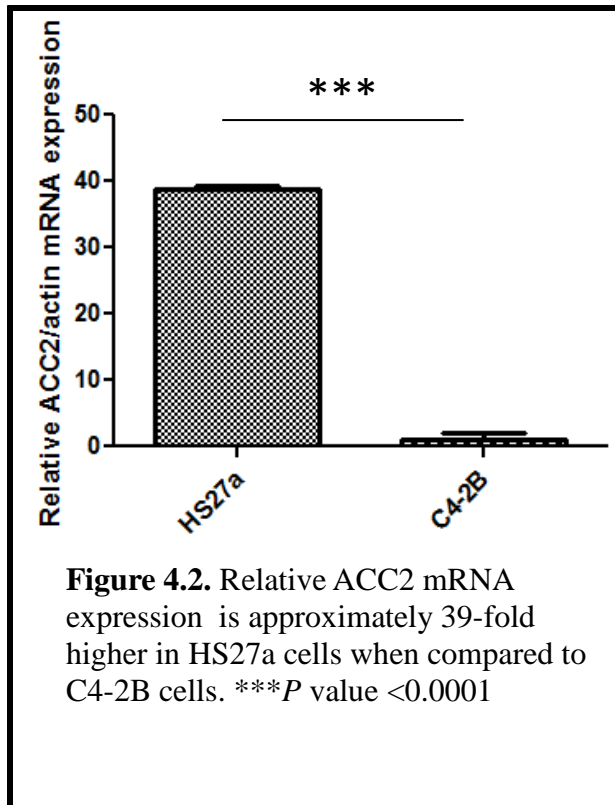 Relative ACC2/actin mRNA expression
***
50
40
30
20
10
0
HS27a
C4-2B
Figure 4.2. Relative ACC2 mRNA
expression is approximately 39-fold
higher in HS27a cells when compared to
C4-2B cells. ***P value <0.0001